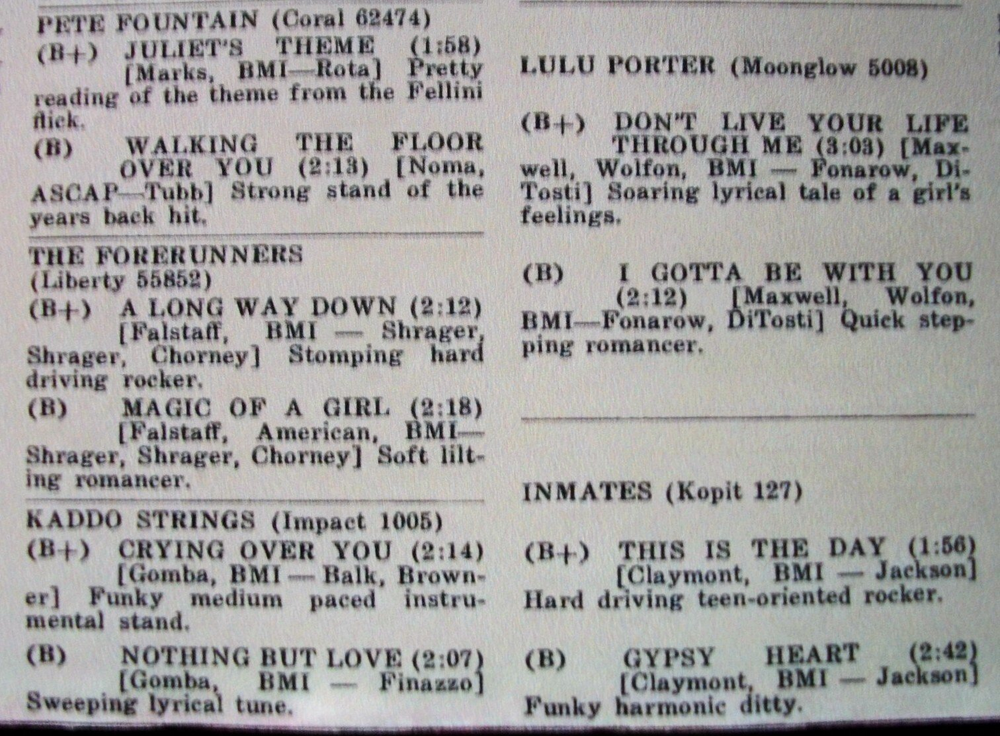 PETE FOUNTAIN (Coral 62474)
(B+) JULIET'S THEME (1:58)
[Marks, BMI—Rota] Pretty
reading of the theme from the Fellini
flick.
(B) WALKING THE FLOOR
OVER YOU (2:13) [Noma,
ASCAP—Tubb] Strong stand of the
years back hit.
THE FORERUNNERS
(Liberty 55852)
(B+) A LONG WAY DOWN (2:12)
[Falstaff, BMI — Shrager,
Shrager, Chorney] Stomping hard
driving rocker.
(B) MAGIC OF A GIRL (2:18)
[Falstaff, American, BMI—
Shrager, Shrager, Chorney] Soft lilt-
ing romancer.
KADDO STRINGS (Impact 1005)
(B+) CRYING OVER YOU (2:14)
[Gomba, BMI — Balk, Brown-
er] Funky medium paced instru-
mental stand.
(B) NOTHING BUT LOVE (2:07)
[Gomba, BMI — Finazzo]
Sweeping lyrical tune.
LULU PORTER (Moonglow 5008)
(B+) DON'T LIVE YOUR LIFE
THROUGH ME (3:03) [Max-
well, Wolfon, BMI — Fonarow, Di-
Tosti] Soaring lyrical tale of a girl's
feelings.
(B) I GOTTA BE WITH YOU
(2:12) [Maxwell, Wolfon,
BMI—Fonarow, DiTosti] Quick step-
ping romancer.
INMATES (Kopit 127)
(B+) THIS IS THE DAY (1:56)
[Claymont, BMI — Jackson]
Hard driving teen-oriented rocker.
(B) GYPSY HEART (2:42)
[Claymont, BMI — Jackson]
Funky harmonic ditty.